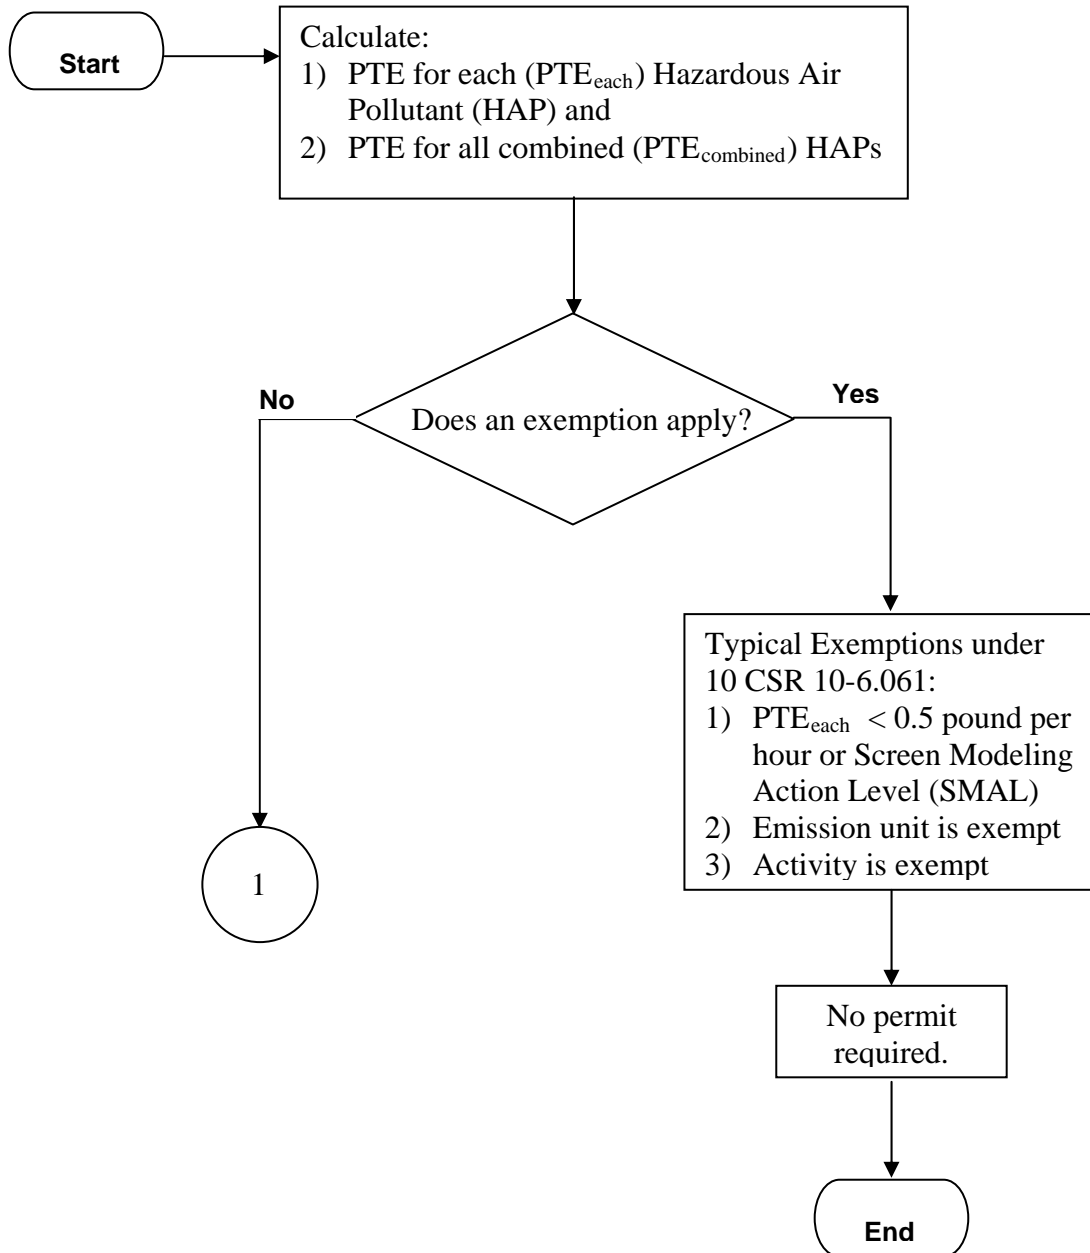 Start
Calculate:
1) PTE for each (PTEeach) Hazardous Air
Pollutant (HAP) and
2) PTE for all combined (PTEcombined) HAPs
No
Yes
Does an exemption apply?
Typical Exemptions under
10 CSR 10-6.061:
1) PTEeach < 0.5 pound per
hour or Screen Modeling
Action Level (SMAL)
2) Emission unit is exempt
3) Activity is exempt
1
No permit
required.
End